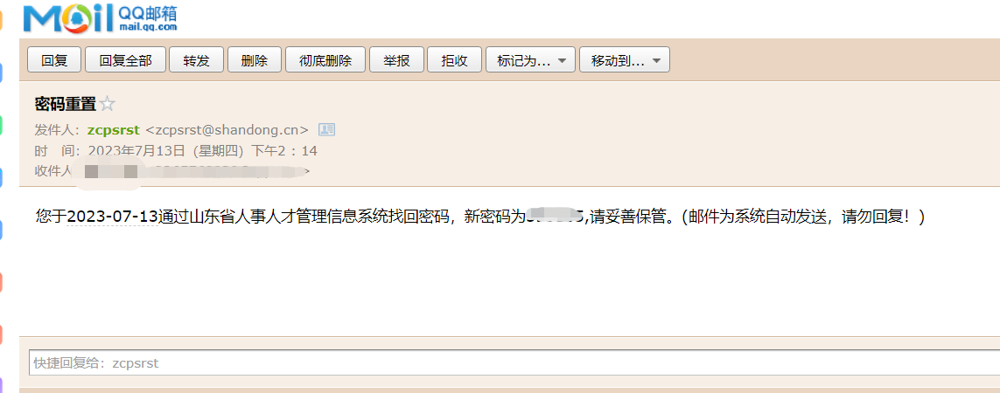 Mail QQ邮箱
mail.qq.com
回复 回复全部 转发 删除 彻底删除 举报 拒收 标记为... 移动到...
密码重置
发件人：zcpsrst <zcpsrst@shandong.cn>
时 间：2023年7月13日（星期四）下午2：14
收件人
您于2023-07-13通过山东省人事人才管理信息系统找回密码，新密码为 ,请妥善保管。(邮件为系统自动发送，请勿回复！)
快捷回复给：zcpsrst